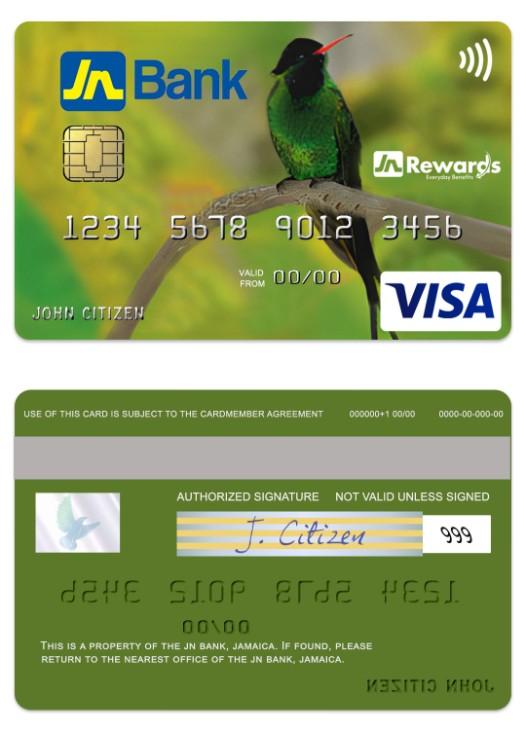 Jn Bank
Jn Rewards
Everyday Benefits
1234 5678 9012 3456
VALID FROM 00/00
JOHN CITIZEN
VISA
USE OF THIS CARD IS SUBJECT TO THE CARDMEMBER AGREEMENT 000000+1 00/00 0000-00-000-00
AUTHORIZED SIGNATURE NOT VALID UNLESS SIGNED
J. Citizen 999
1234 5678 9012 3456
00/00
THIS IS A PROPERTY OF THE JN BANK, JAMAICA. IF FOUND, PLEASE
RETURN TO THE NEAREST OFFICE OF THE JN BANK, JAMAICA.
JOHN CITIZEN